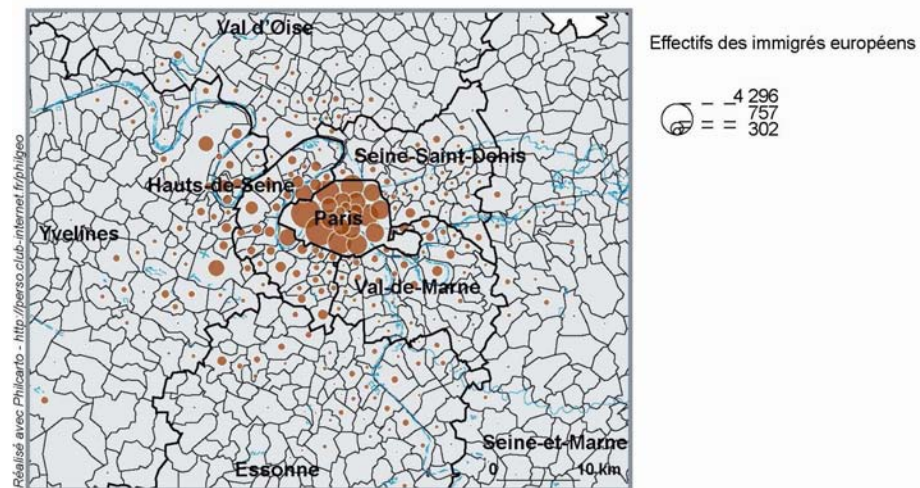 Val d'Oise
Effectifs des immigrés européens
4 296
757
302
Seine-Saint-Denis
Hauts-de-Seine
Paris
Yvelines
Val-de-Marne
Seine-et-Marne
Essonne
0 10 km
Réalisé avec Philcarto - http://perso.club-internet.fr/philgeo